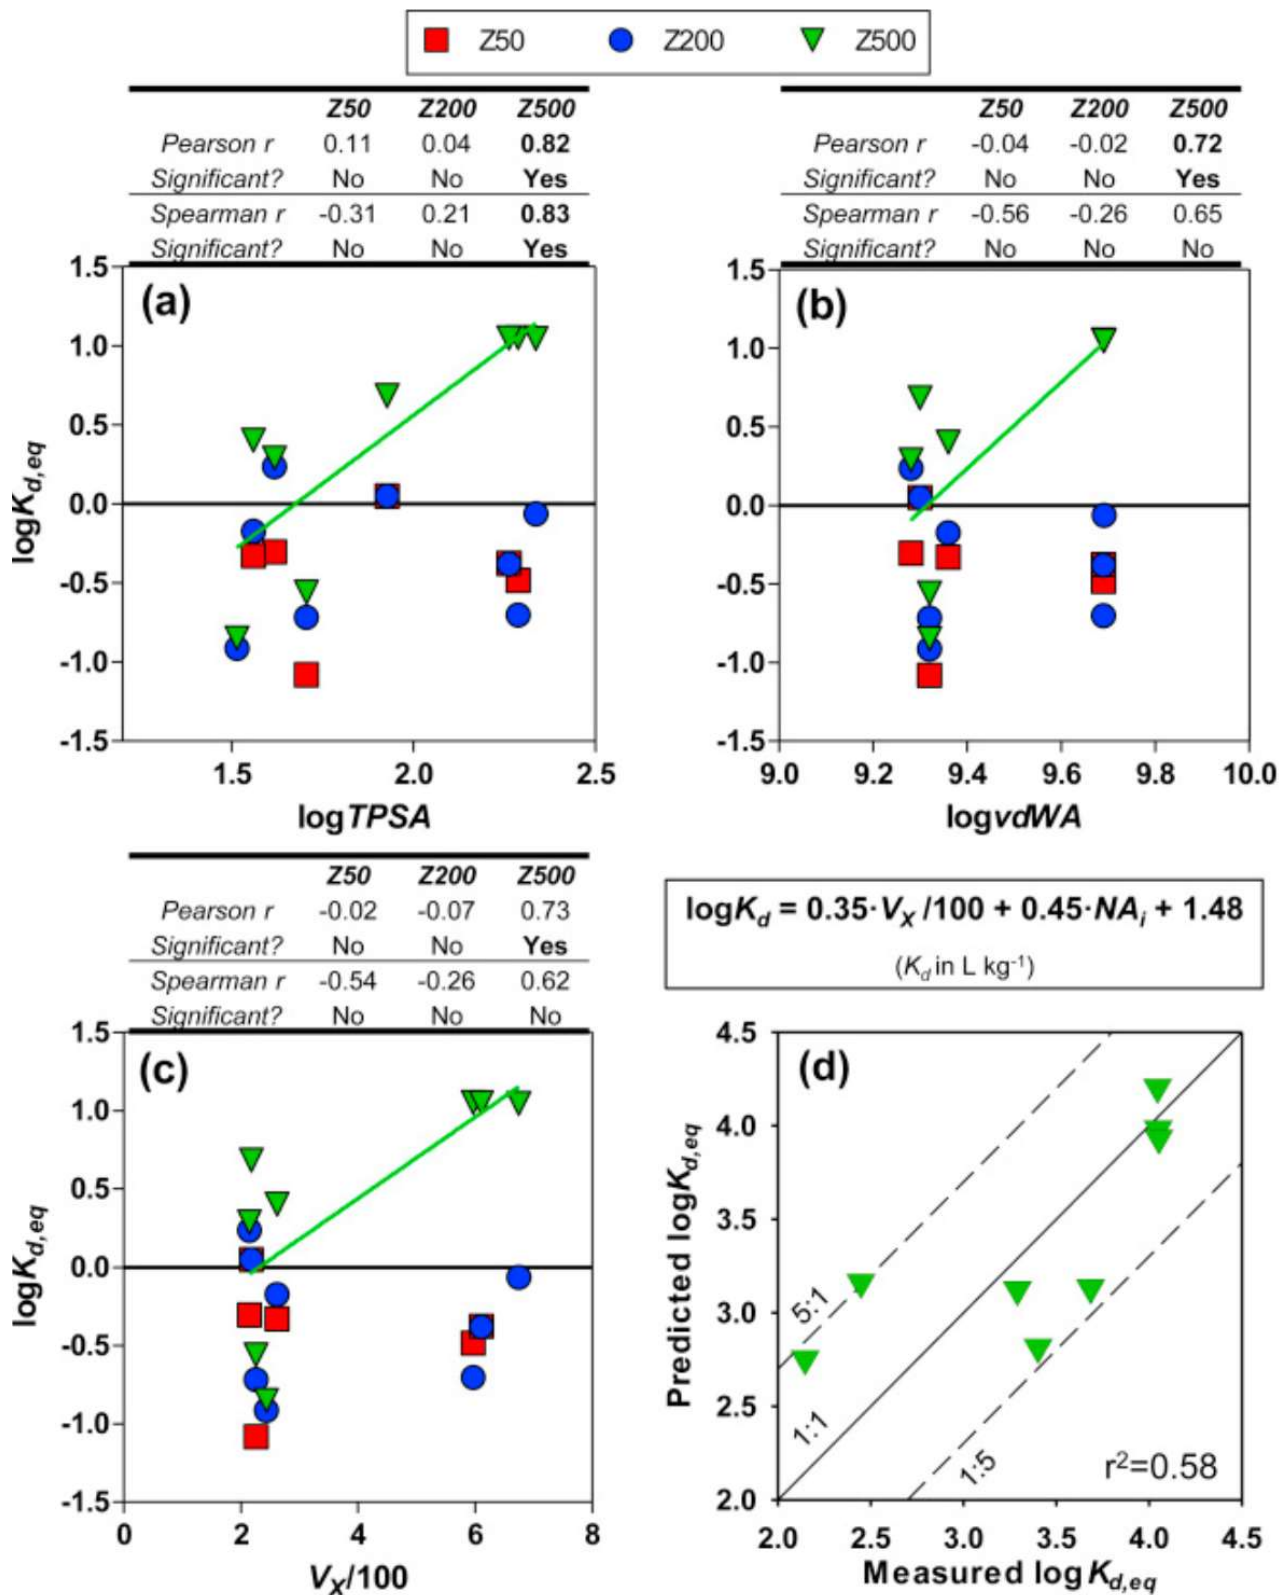 Z50 Z200 Z500
Z50 Z200 Z500
Pearson r 0.11 0.04 0.82
Significant? No No Yes
Spearman r -0.31 0.21 0.83
Significant? No No Yes
(a)
1.5
1.0
0.5
0.0
-0.5
-1.0
-1.5
logKd,eq
1.5 2.0 2.5
logTPSA
Z50 Z200 Z500
Pearson r -0.04 -0.02 0.72
Significant? No No Yes
Spearman r -0.56 -0.26 0.65
Significant? No No No
(b)
1.5
1.0
0.5
0.0
-0.5
-1.0
-1.5
9.0 9.2 9.4 9.6 9.8 10.0
logvdWA
Z50 Z200 Z500
Pearson r -0.02 -0.07 0.73
Significant? No No Yes
Spearman r -0.54 -0.26 0.62
Significant? No No No
(c)
1.5
1.0
0.5
0.0
-0.5
-1.0
-1.5
logKd,eq
0 2 4 6 8
VX/100
logKd = 0.35·VX /100 + 0.45·NAi + 1.48
(Kd in L kg-1)
(d)
4.5
4.0
3.5
3.0
2.5
2.0
Predicted logKd,eq
5:1
1:1
1:5
r²=0.58
2.0 2.5 3.0 3.5 4.0 4.5
Measured logKd,eq